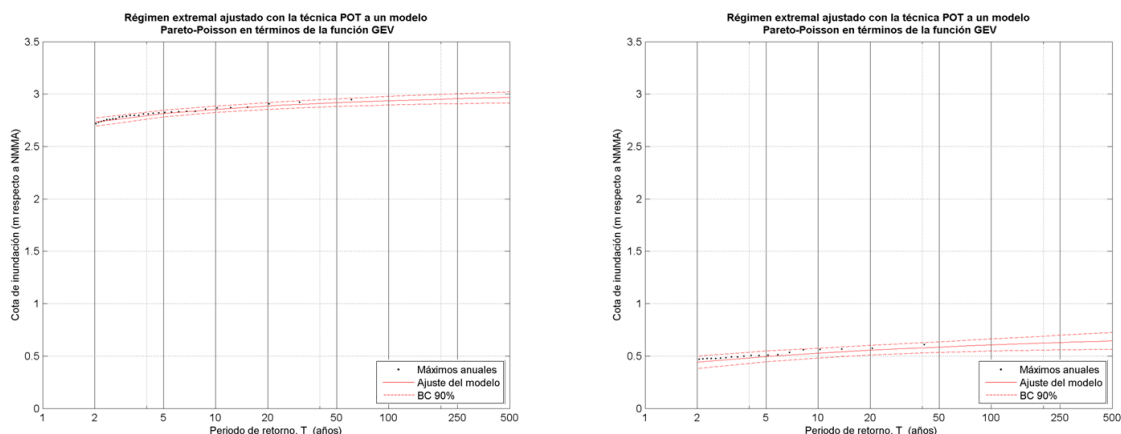 Régimen extremal ajustado con la técnica POT a un modelo
Pareto-Poisson en términos de la función GEV
3.5
3
2.5
2
1.5
1
0.5
0
Cota de inundación (m respecto a NMMA)
Máximos anuales
Ajuste del modelo
BC 90%
1 2 5 10 20 50 100 250 500
Periodo de retorno, T (años)
Régimen extremal ajustado con la técnica POT a un modelo
Pareto-Poisson en términos de la función GEV
3.5
3
2.5
2
1.5
1
0.5
0
Cota de inundación (m respecto a NMMA)
Máximos anuales
Ajuste del modelo
BC 90%
1 2 5 10 20 50 100 250 500
Periodo de retorno, T (años)